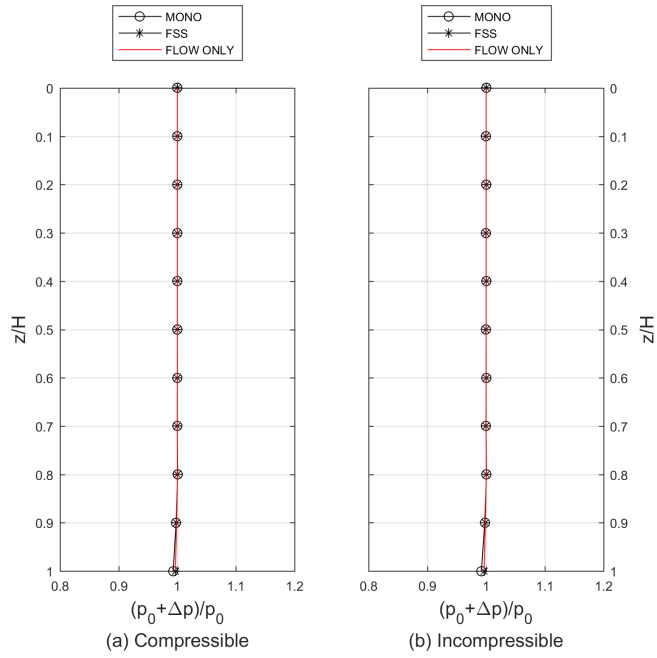 MONO
FSS
FLOW ONLY
MONO
FSS
FLOW ONLY
0
0.1
0.2
0.3
0.4
0.5
0.6
0.7
0.8
0.9
1
z/H
0.8
0.9
1
1.1
1.2
(p0+Δp)/p0
(a) Compressible
0
0.1
0.2
0.3
0.4
0.5
0.6
0.7
0.8
0.9
1
z/H
0.8
0.9
1
1.1
1.2
(p0+Δp)/p0
(b) Incompressible